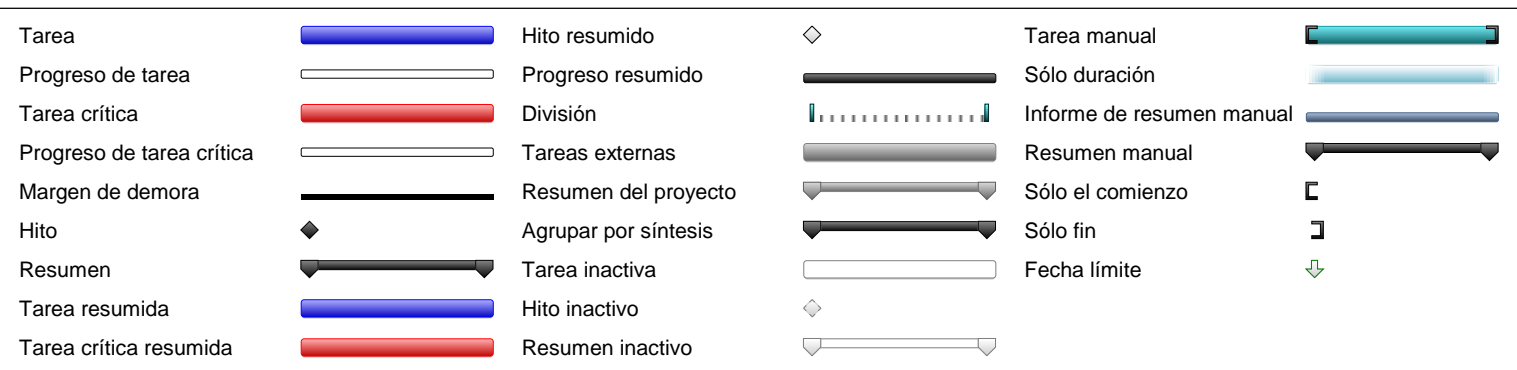 Tarea
Progreso de tarea
Tarea crítica
Progreso de tarea crítica
Margen de demora
Hito
Resumen
Tarea resumida
Tarea crítica resumida
Hito resumido
Progreso resumido
División
Tareas externas
Resumen del proyecto
Agrupar por síntesis
Tarea inactiva
Hito inactivo
Resumen inactivo
Tarea manual
Sólo duración
Informe de resumen manual
Resumen manual
Sólo el comienzo
Sólo fin
Fecha límite